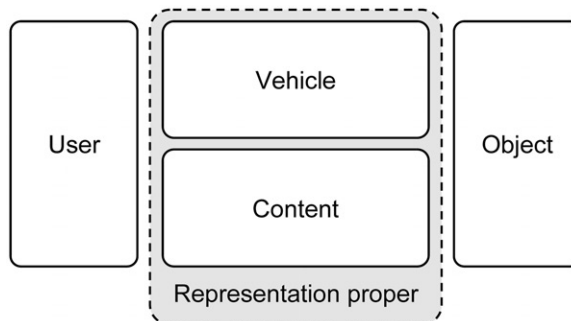 Vehicle
User
Object
Content
Representation proper